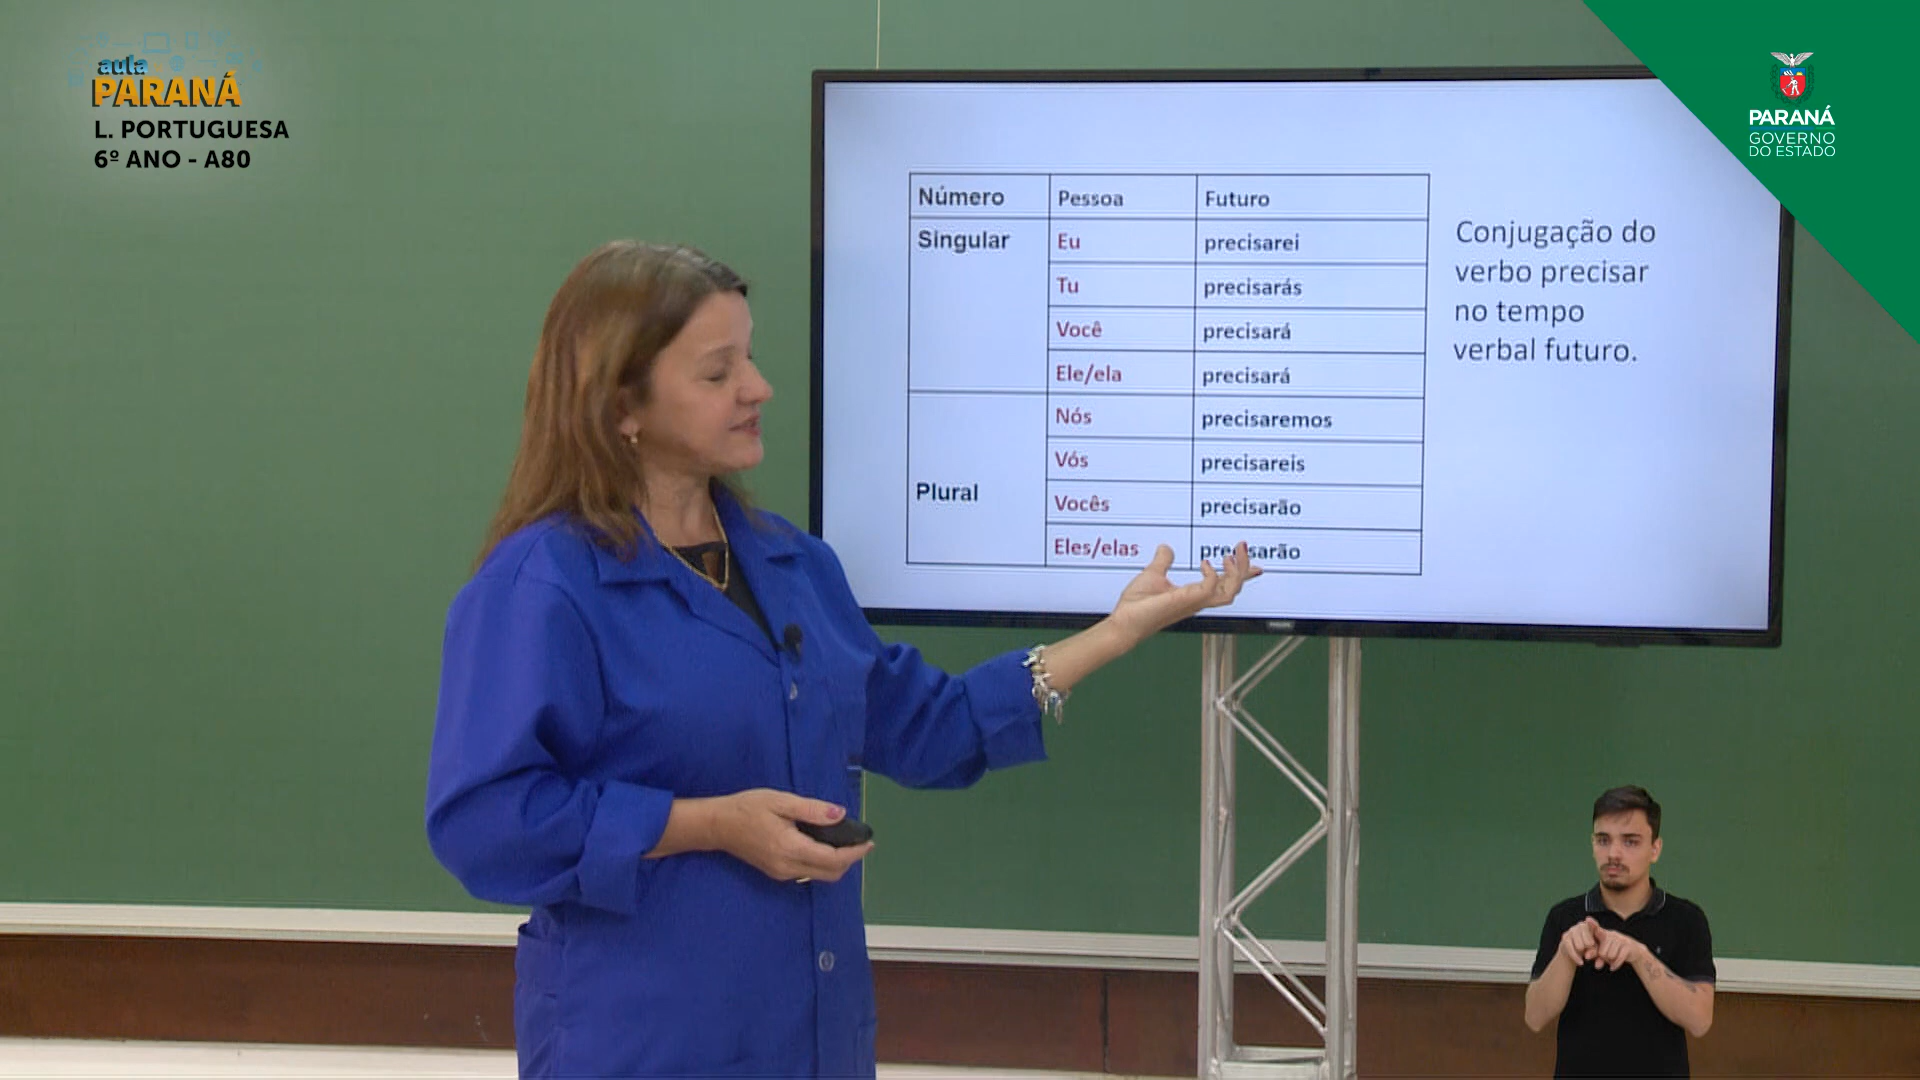 aula
PARANÁ
L. PORTUGUESA
6º ANO - A80
PARANÁ
GOVERNO
DO ESTADO
Número Pessoa Futuro
Singular Eu precisarei
Tu precisarás
Você precisará
Ele/ela precisará
Nós precisaremos
Vós precisareis
Plural Vocês precisarão
Eles/elas precisarão
Conjugação do
verbo precisar
no tempo
verbal futuro.